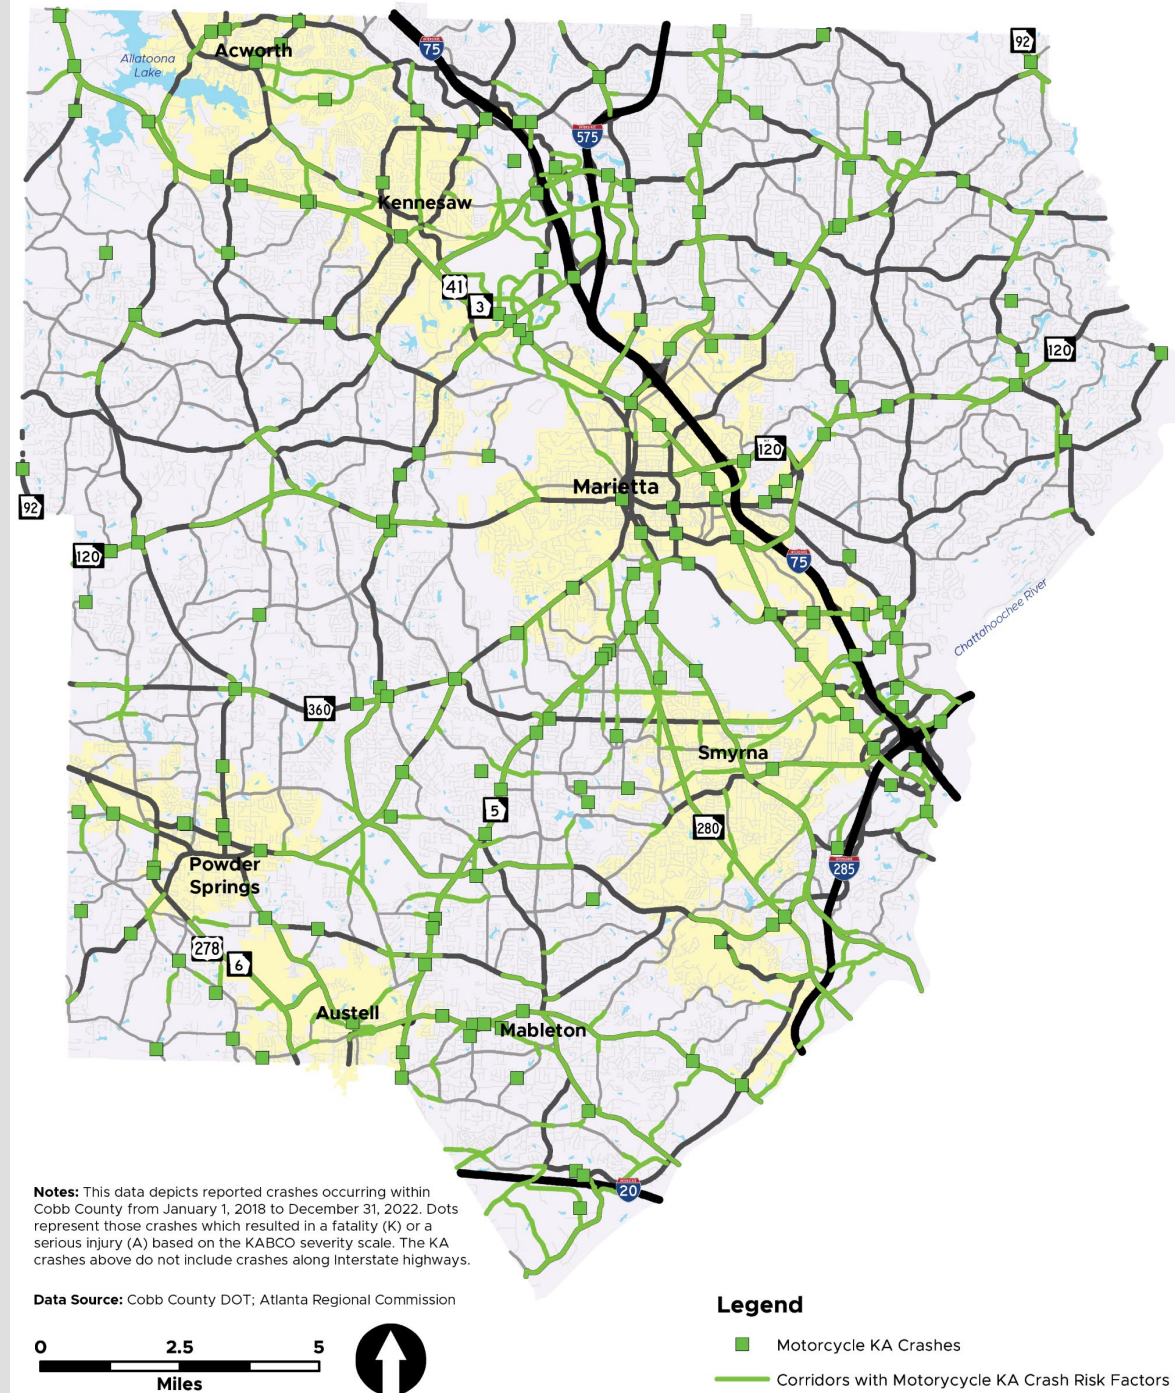 92
Acworth
75
Allatoona
Lake
575
Kennesaw
41
3
120
120
Marietta
92
120
75
Chattahoochee River
360
Smyrna
5
280
Powder
Springs
285
278
6
Austell
Mableton
20
Notes: This data depicts reported crashes occurring within
Cobb County from January 1, 2018 to December 31, 2022. Dots
represent those crashes which resulted in a fatality (K) or a
serious injury (A) based on the KABCO severity scale. The KA
crashes above do not include crashes along Interstate highways.
Data Source: Cobb County DOT; Atlanta Regional Commission
0 2.5 5
Miles
Legend
Motorcycle KA Crashes
Corridors with Motorycycle KA Crash Risk Factors